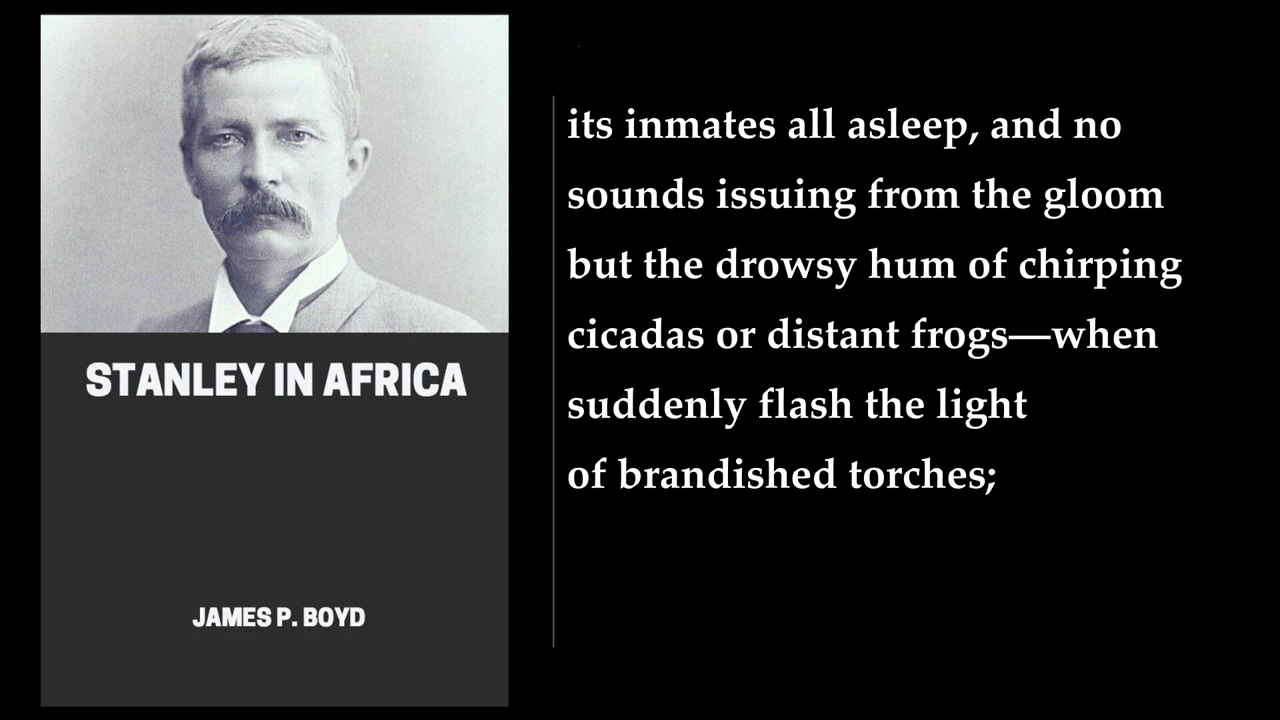 STANLEY IN AFRICA
JAMES P. BOYD
its inmates all asleep, and no
sounds issuing from the gloom
but the drowsy hum of chirping
cicadas or distant frogs—when
suddenly flash the light
of brandished torches;